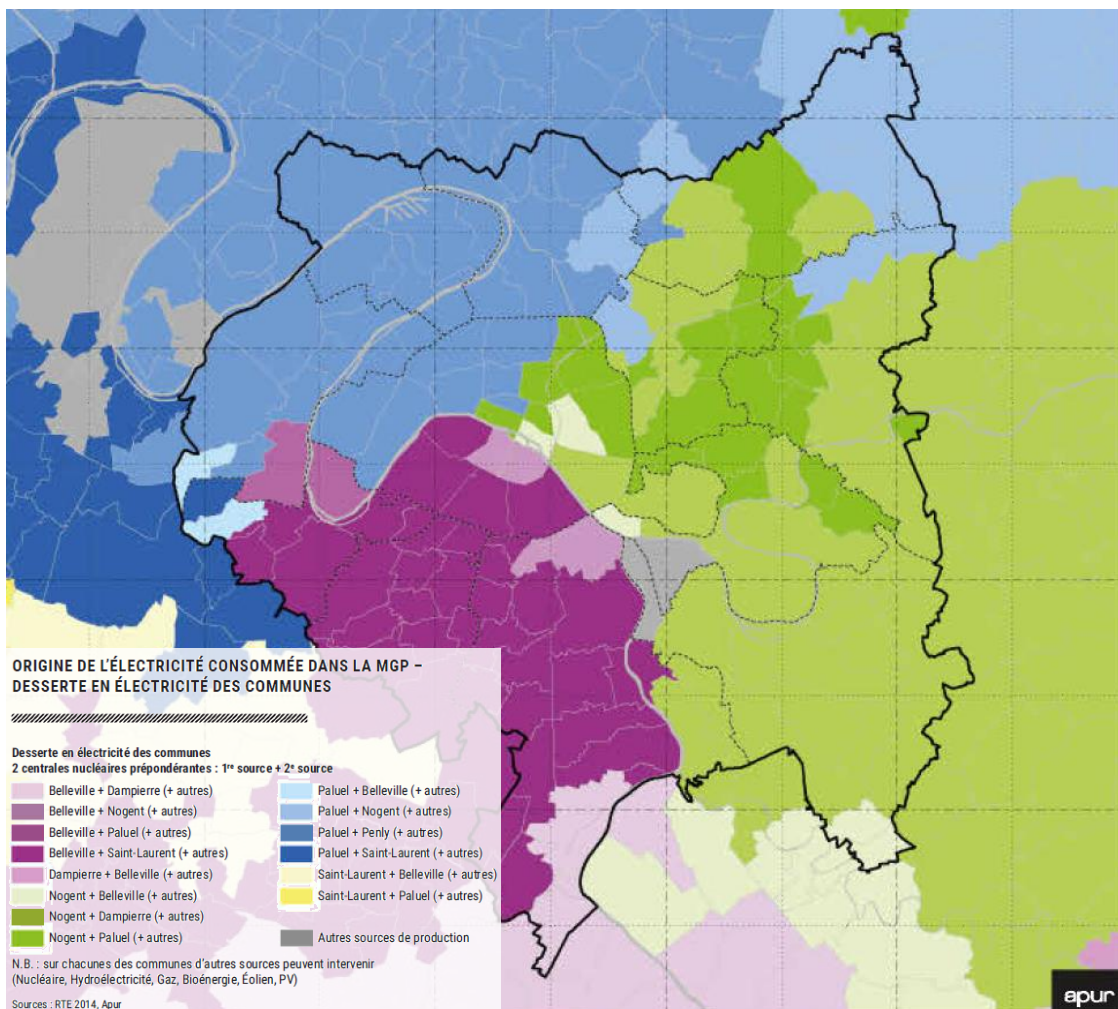 ORIGINE DE L'ÉLECTRICITÉ CONSOMMÉE DANS LA MGP –
DESSERTE EN ÉLECTRICITÉ DES COMMUNES
Desserte en électricité des communes
2 centrales nucléaires prépondérantes : 1re source + 2e source
Belleville + Dampierre (+ autres)
Belleville + Nogent (+ autres)
Belleville + Paluel (+ autres)
Belleville + Saint-Laurent (+ autres)
Dampierre + Belleville (+ autres)
Nogent + Belleville (+ autres)
Nogent + Dampierre (+ autres)
Nogent + Paluel (+ autres)
Paluel + Belleville (+ autres)
Paluel + Nogent (+ autres)
Paluel + Penly (+ autres)
Paluel + Saint-Laurent (+ autres)
Saint-Laurent + Belleville (+ autres)
Saint-Laurent + Paluel (+ autres)
Autres sources de production
N.B. : sur chacunes des communes d'autres sources peuvent intervenir
(Nucléaire, Hydroélectricité, Gaz, Bioénergie, Éolien, PV)
Sources : RTE 2014, Apur
apur